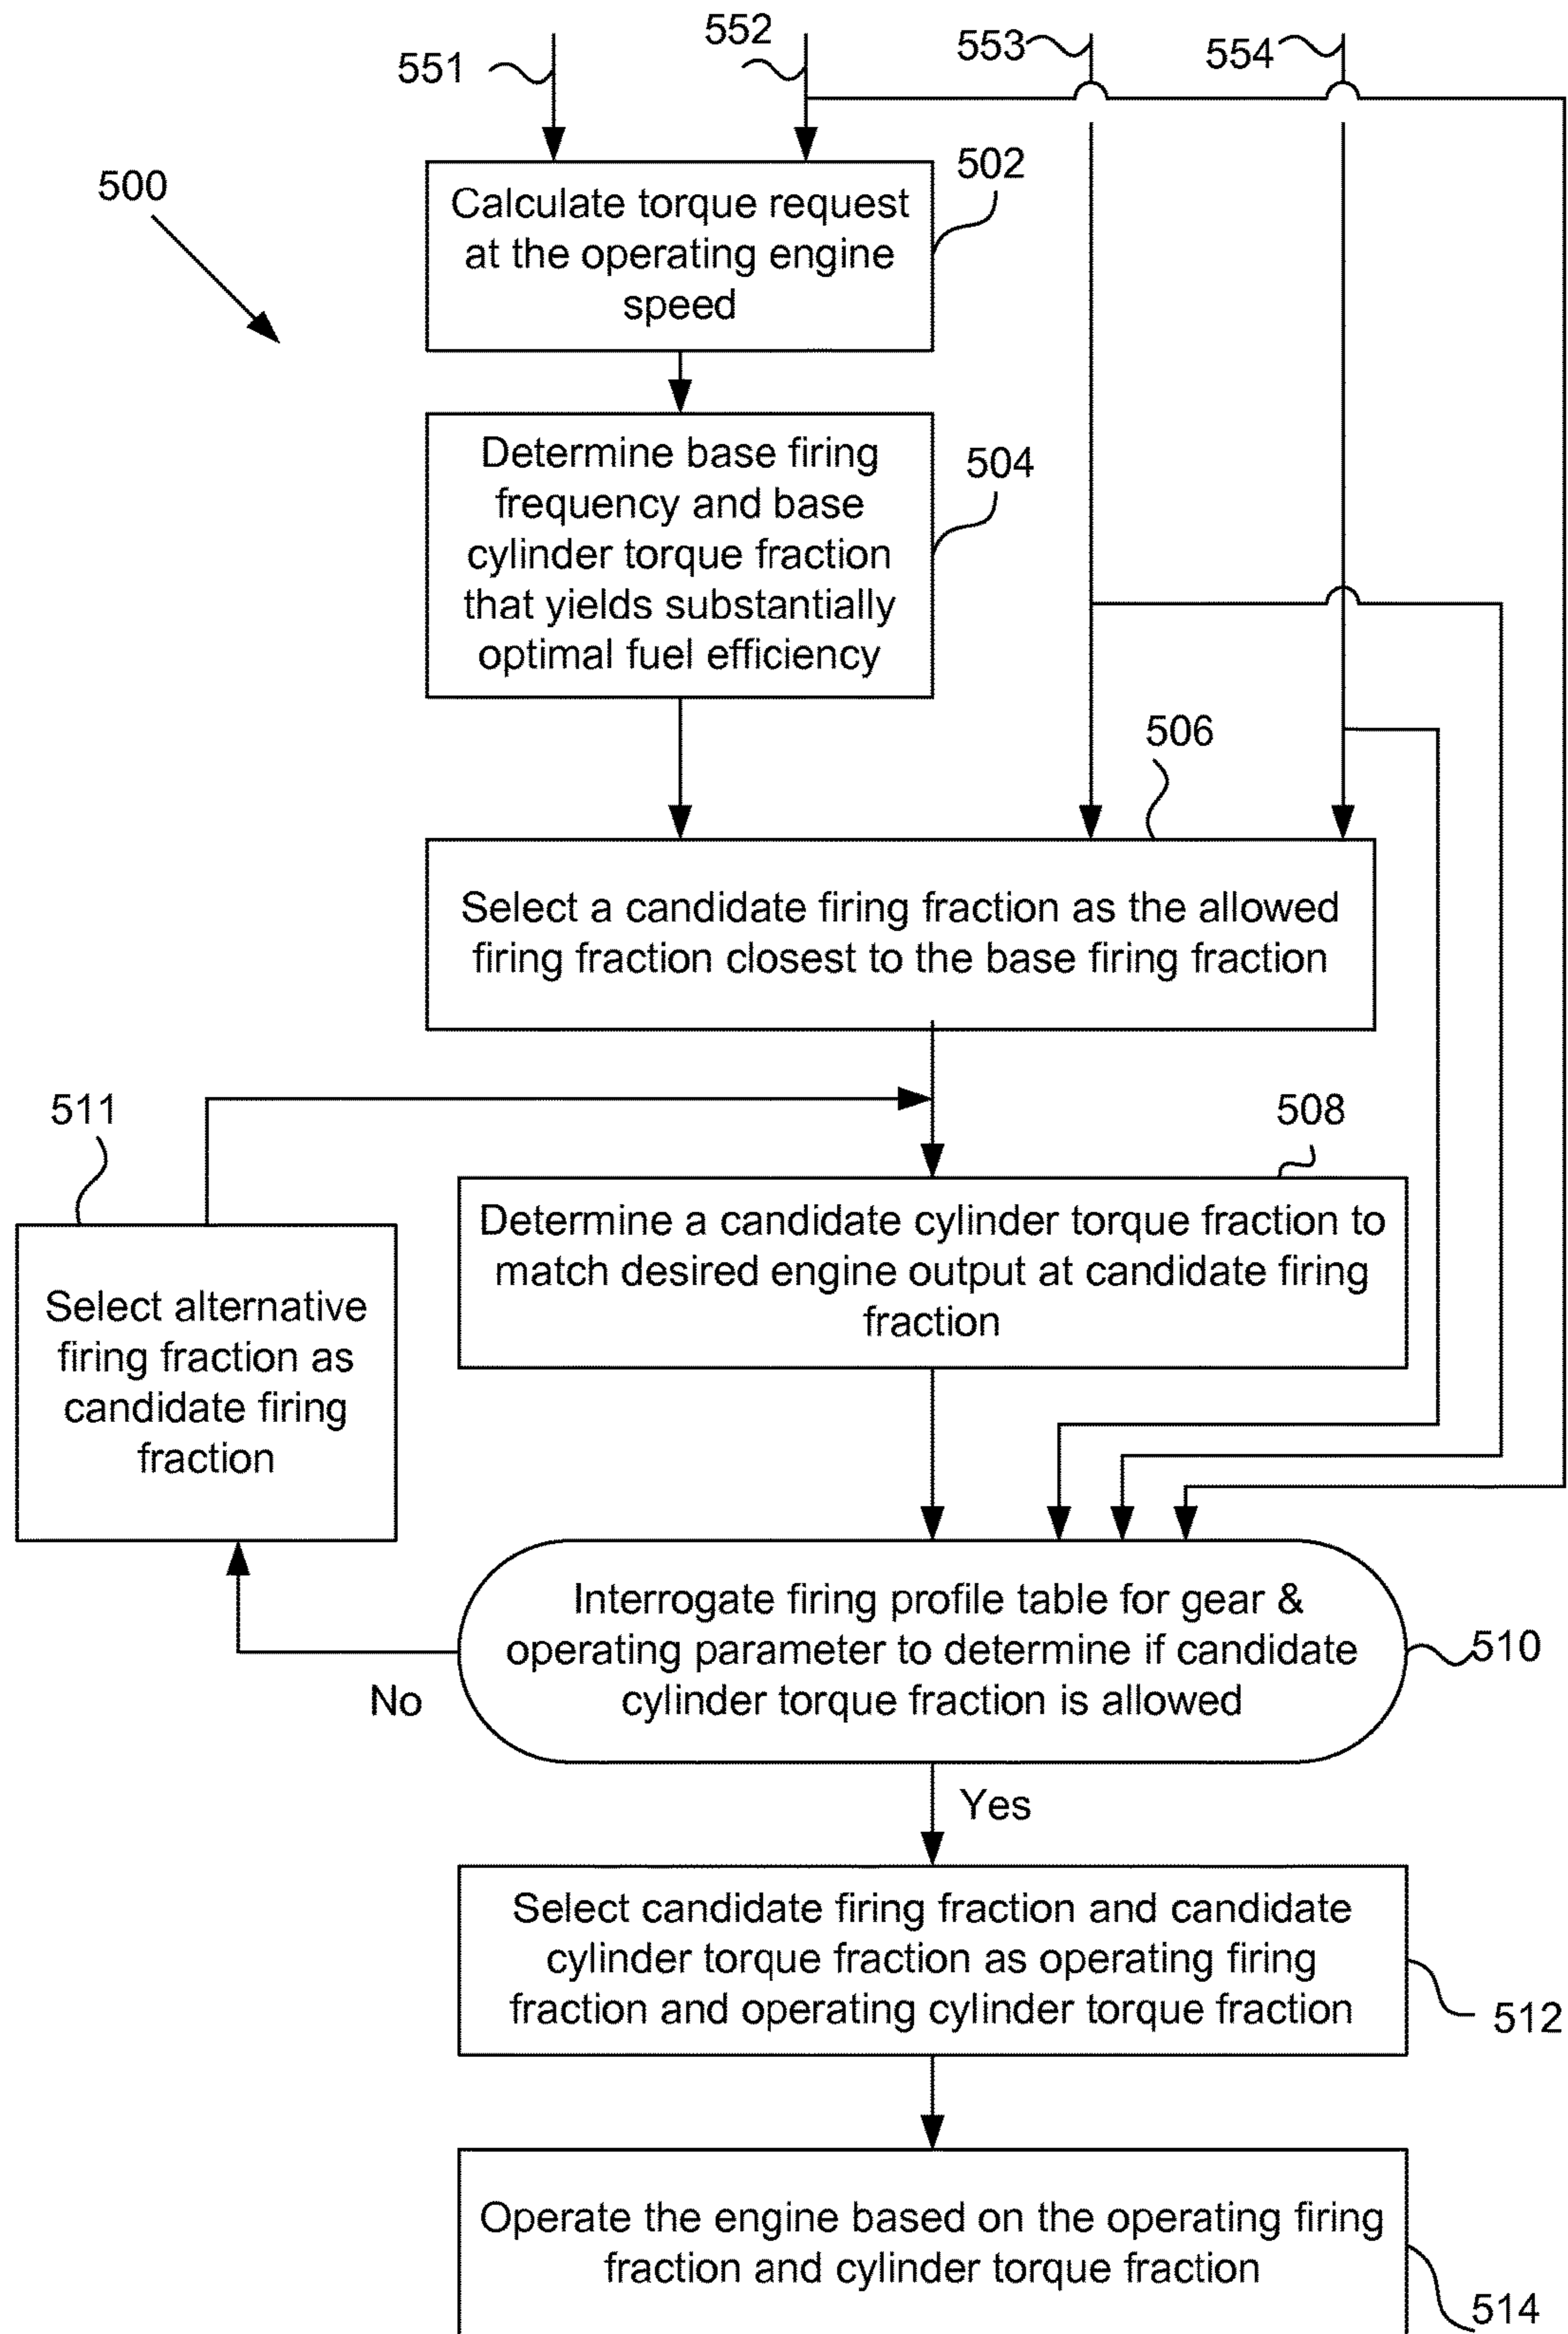 551
552
553
554
500
502
Calculate torque request
at the operating engine
speed
504
Determine base firing
frequency and base
cylinder torque fraction
that yields substantially
optimal fuel efficiency
506
Select a candidate firing fraction as the allowed
firing fraction closest to the base firing fraction
511
508
Determine a candidate cylinder torque fraction to
match desired engine output at candidate firing
fraction
Select alternative
firing fraction as
candidate firing
fraction
Interrogate firing profile table for gear &
operating parameter to determine if candidate
cylinder torque fraction is allowed
510
No
Yes
Select candidate firing fraction and candidate
cylinder torque fraction as operating firing
fraction and operating cylinder torque fraction
512
Operate the engine based on the operating firing
fraction and cylinder torque fraction
514